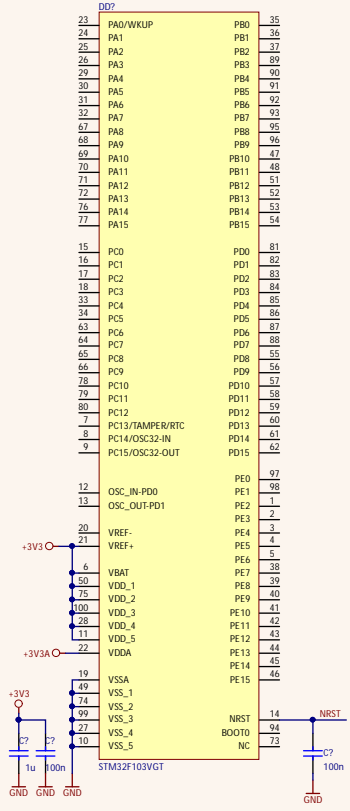 DD?
23 PA0/WKUP PB0 35
24 PA1 PB1 36
25 PA2 PB2 37
26 PA3 PB3 89
29 PA4 PB4 90
30 PA5 PB5 91
31 PA6 PB6 92
32 PA7 PB7 93
67 PA8 PB8 95
68 PA9 PB9 96
69 PA10 PB10 47
70 PA11 PB11 48
71 PA12 PB12 51
72 PA13 PB13 52
76 PA14 PB14 53
77 PA15 PB15 54
15 PC0 PD0 81
16 PC1 PD1 82
17 PC2 PD2 83
18 PC3 PD3 84
33 PC4 PD4 85
34 PC5 PD5 86
63 PC6 PD6 87
64 PC7 PD7 88
65 PC8 PD8 55
66 PC9 PD9 56
78 PC10 PD10 57
79 PC11 PD11 58
80 PC12 PD12 59
7 PC13/TAMPER/RTC PD13 60
8 PC14/OSC32-IN PD14 61
9 PC15/OSC32-OUT PD15 62
PE0 97
12 OSC_IN-PD0 PE1 98
13 OSC_OUT-PD1 PE2 1
PE3 2
20 VREF- PE4 3
+3V3 21 VREF+ PE5 4
PE6 5
6 VBAT PE7 38
50 VDD_1 PE8 39
75 VDD_2 PE9 40
100 VDD_3 PE10 41
28 VDD_4 PE11 42
11 VDD_5 PE12 43
+3V3A 22 VDDA PE13 44
PE14 45
19 VSSA PE15 46
49 VSS_1
+3V3 74 VSS_2
99 VSS_3 NRST 14 NRST
27 VSS_4 BOOT0 94
10 VSS_5 NC 73
C? C? C?
1u 100n STM32F103VGT 100n
GND GND GND GND